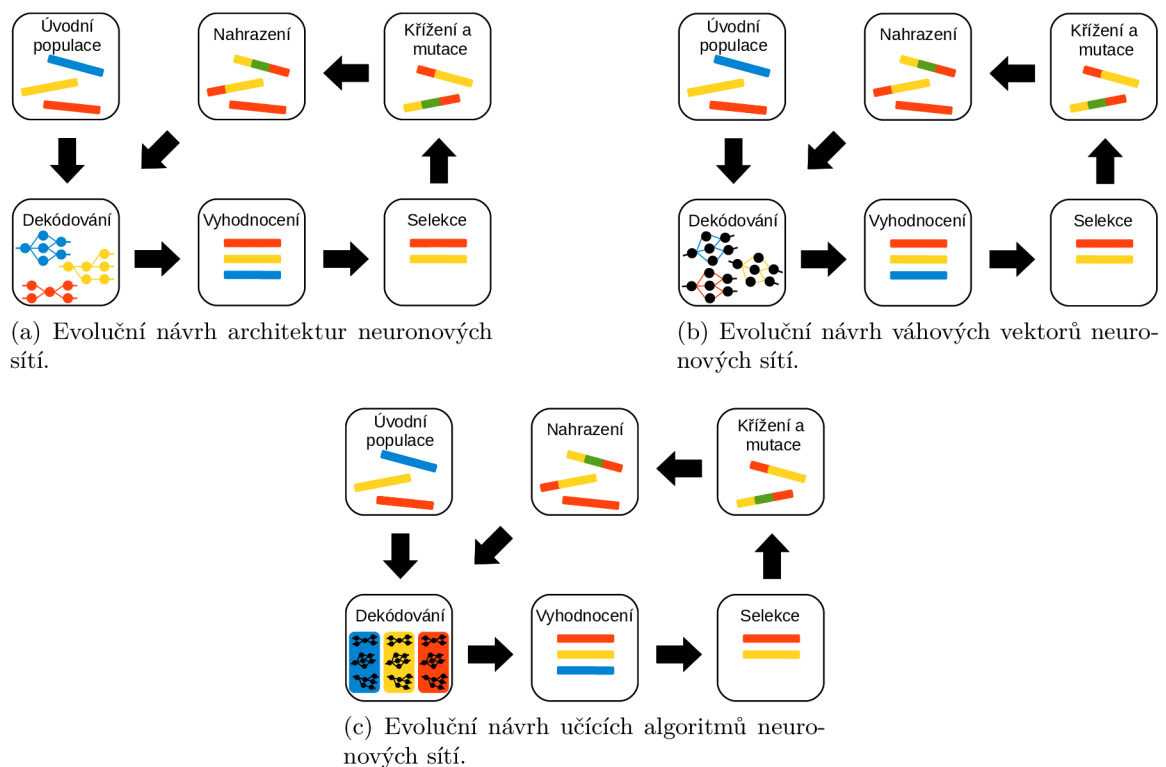 Úvodní
populace
Nahrazení
Křížení a
mutace
Dekódování
Vyhodnocení
Selekce
(a) Evoluční návrh architektur neuronových
sítí.
Úvodní
populace
Nahrazení
Křížení a
mutace
Dekódování
Vyhodnocení
Selekce
(b) Evoluční návrh váhových vektorů neuro-
nových sítí.
Úvodní
populace
Nahrazení
Křížení a
mutace
Dekódování
Vyhodnocení
Selekce
(c) Evoluční návrh učících algoritmů neuro-
nových sítí.